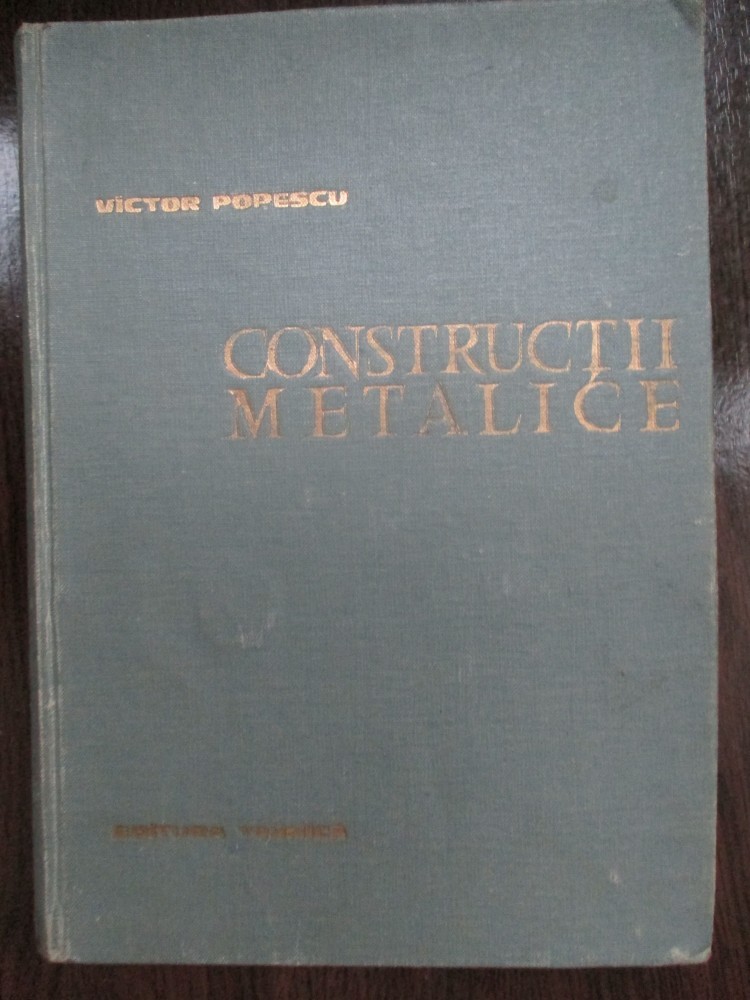 VICTOR POPESCU
CONSTRUCȚII
METALICE
EDITURA TEHNICĂ